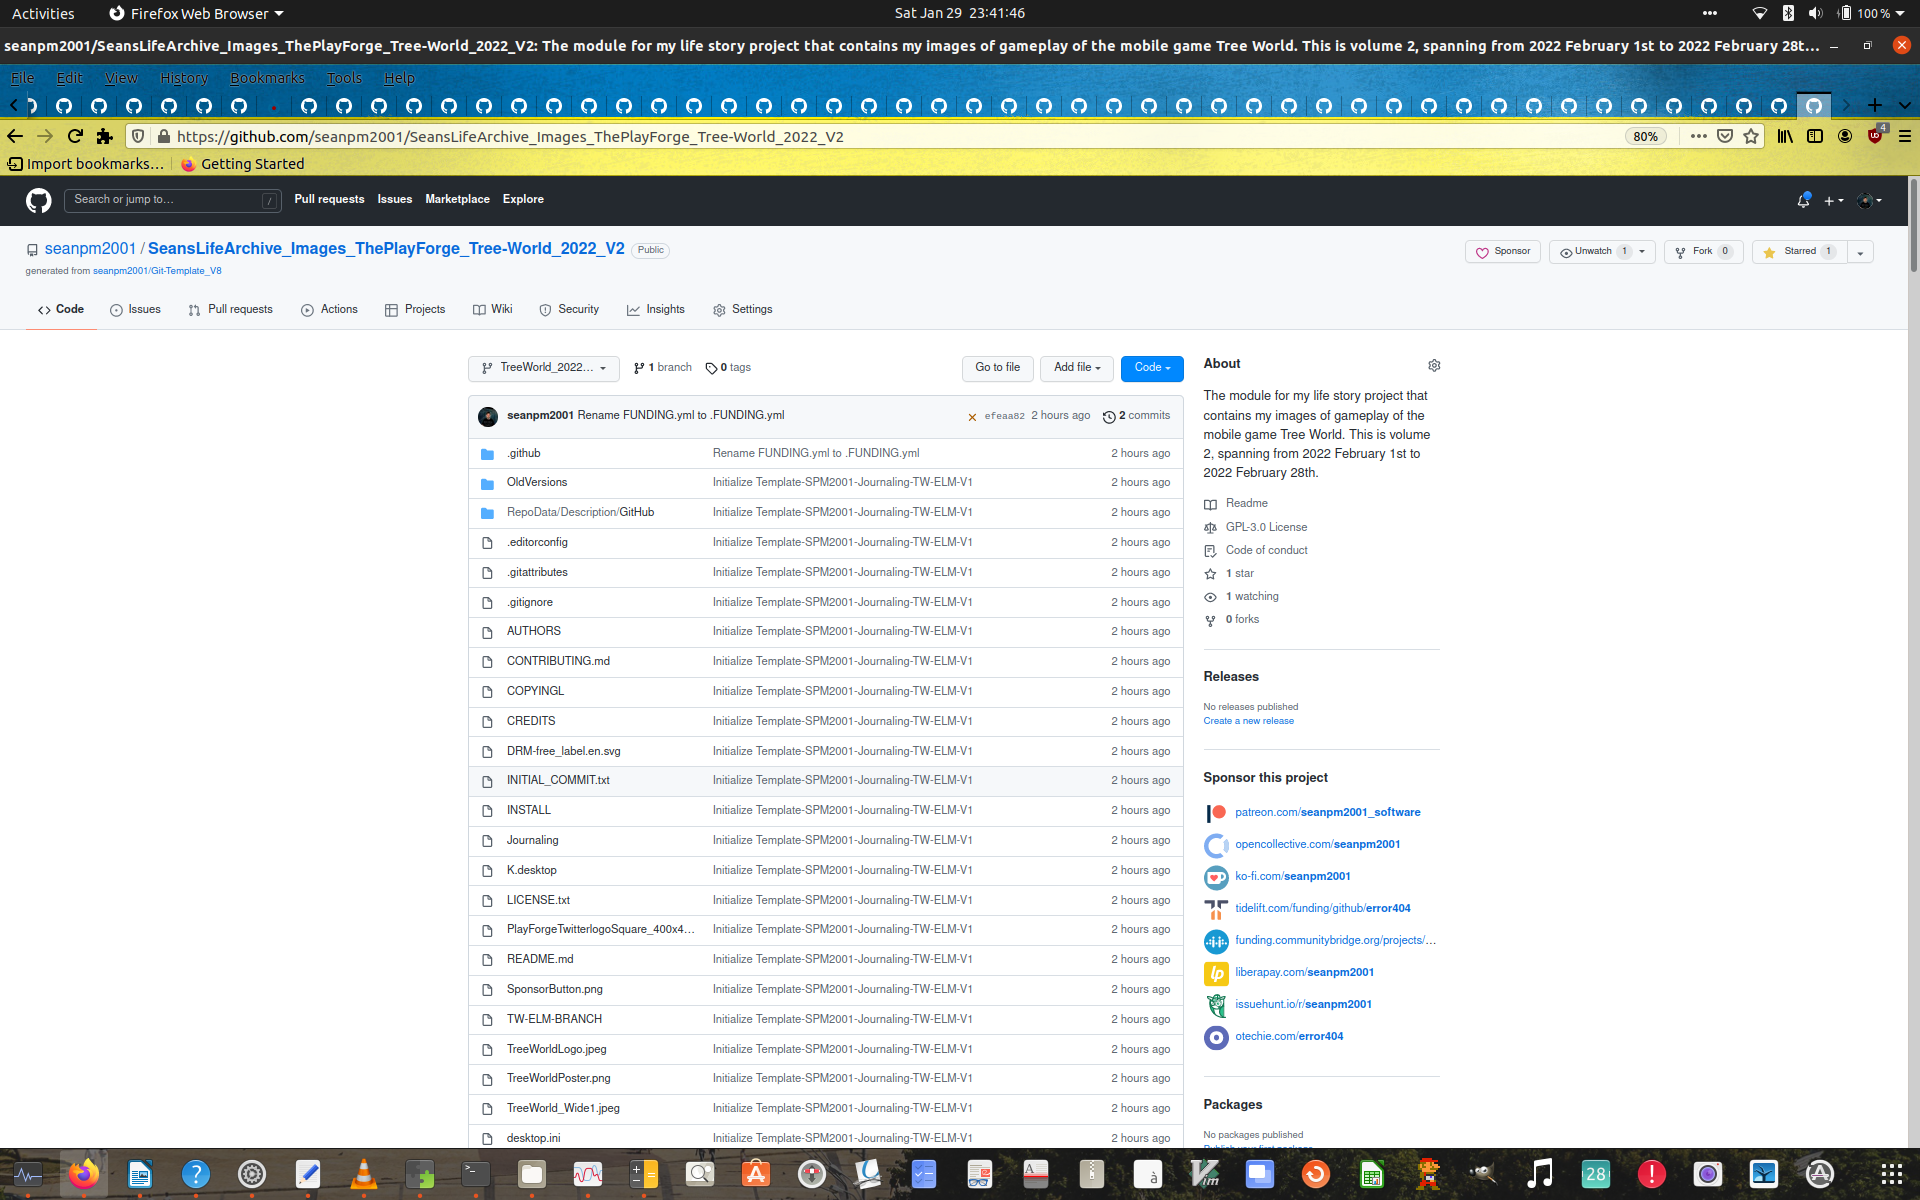 Activities
Firefox Web Browser
Sat Jan 29 23:41:46
100 %
seanpm2001/SeansLifeArchive_Images_ThePlayForge_Tree-World_2022_V2: The module for my life story project that contains my images of gameplay of the mobile game Tree World. This is volume 2, spanning from 2022 February 1st to 2022 February 28t...
File Edit View History Bookmarks Tools Help
https://github.com/seanpm2001/SeansLifeArchive_Images_ThePlayForge_Tree-World_2022_V2
80%
4
Import bookmarks...
Getting Started
Search or jump to...
/
Pull requests Issues Marketplace Explore
seanpm2001 / SeansLifeArchive_Images_ThePlayForge_Tree-World_2022_V2 Public
generated from seanpm2001/Git-Template_V8
Sponsor
Unwatch 1
Fork 0
Starred 1
Code Issues Pull requests Actions Projects Wiki Security Insights Settings
TreeWorld_2022...
1 branch
0 tags
Go to file
Add file
Code
seanpm2001 Rename FUNDING.yml to .FUNDING.yml
efeaa82 2 hours ago 2 commits
.github Rename FUNDING.yml to .FUNDING.yml 2 hours ago
OldVersions Initialize Template-SPM2001-Journaling-TW-ELM-V1 2 hours ago
RepoData/Description/GitHub Initialize Template-SPM2001-Journaling-TW-ELM-V1 2 hours ago
.editorconfig Initialize Template-SPM2001-Journaling-TW-ELM-V1 2 hours ago
.gitattributes Initialize Template-SPM2001-Journaling-TW-ELM-V1 2 hours ago
.gitignore Initialize Template-SPM2001-Journaling-TW-ELM-V1 2 hours ago
AUTHORS Initialize Template-SPM2001-Journaling-TW-ELM-V1 2 hours ago
CONTRIBUTING.md Initialize Template-SPM2001-Journaling-TW-ELM-V1 2 hours ago
COPYINGL Initialize Template-SPM2001-Journaling-TW-ELM-V1 2 hours ago
CREDITS Initialize Template-SPM2001-Journaling-TW-ELM-V1 2 hours ago
DRM-free_label.en.svg Initialize Template-SPM2001-Journaling-TW-ELM-V1 2 hours ago
INITIAL_COMMIT.txt Initialize Template-SPM2001-Journaling-TW-ELM-V1 2 hours ago
INSTALL Initialize Template-SPM2001-Journaling-TW-ELM-V1 2 hours ago
Journaling Initialize Template-SPM2001-Journaling-TW-ELM-V1 2 hours ago
K.desktop Initialize Template-SPM2001-Journaling-TW-ELM-V1 2 hours ago
LICENSE.txt Initialize Template-SPM2001-Journaling-TW-ELM-V1 2 hours ago
PlayForgeTwitterlogoSquare_400x4... Initialize Template-SPM2001-Journaling-TW-ELM-V1 2 hours ago
README.md Initialize Template-SPM2001-Journaling-TW-ELM-V1 2 hours ago
SponsorButton.png Initialize Template-SPM2001-Journaling-TW-ELM-V1 2 hours ago
TW-ELM-BRANCH Initialize Template-SPM2001-Journaling-TW-ELM-V1 2 hours ago
TreeWorldLogo.jpeg Initialize Template-SPM2001-Journaling-TW-ELM-V1 2 hours ago
TreeWorldPoster.png Initialize Template-SPM2001-Journaling-TW-ELM-V1 2 hours ago
TreeWorld_Wide1.jpeg Initialize Template-SPM2001-Journaling-TW-ELM-V1 2 hours ago
desktop.ini Initialize Template-SPM2001-Journaling-TW-ELM-V1 2 hours ago
About
The module for my life story project that
contains my images of gameplay of the
mobile game Tree World. This is volume
2, spanning from 2022 February 1st to
2022 February 28th.
Readme
GPL-3.0 License
Code of conduct
1 star
1 watching
0 forks
Releases
No releases published
Create a new release
Sponsor this project
patreon.com/seanpm2001_software
opencollective.com/seanpm2001
ko-fi.com/seanpm2001
tidelift.com/funding/github/error404
funding.communitybridge.org/projects/...
liberapay.com/seanpm2001
issuehunt.io/r/seanpm2001
otechie.com/error404
Packages
No packages published
28